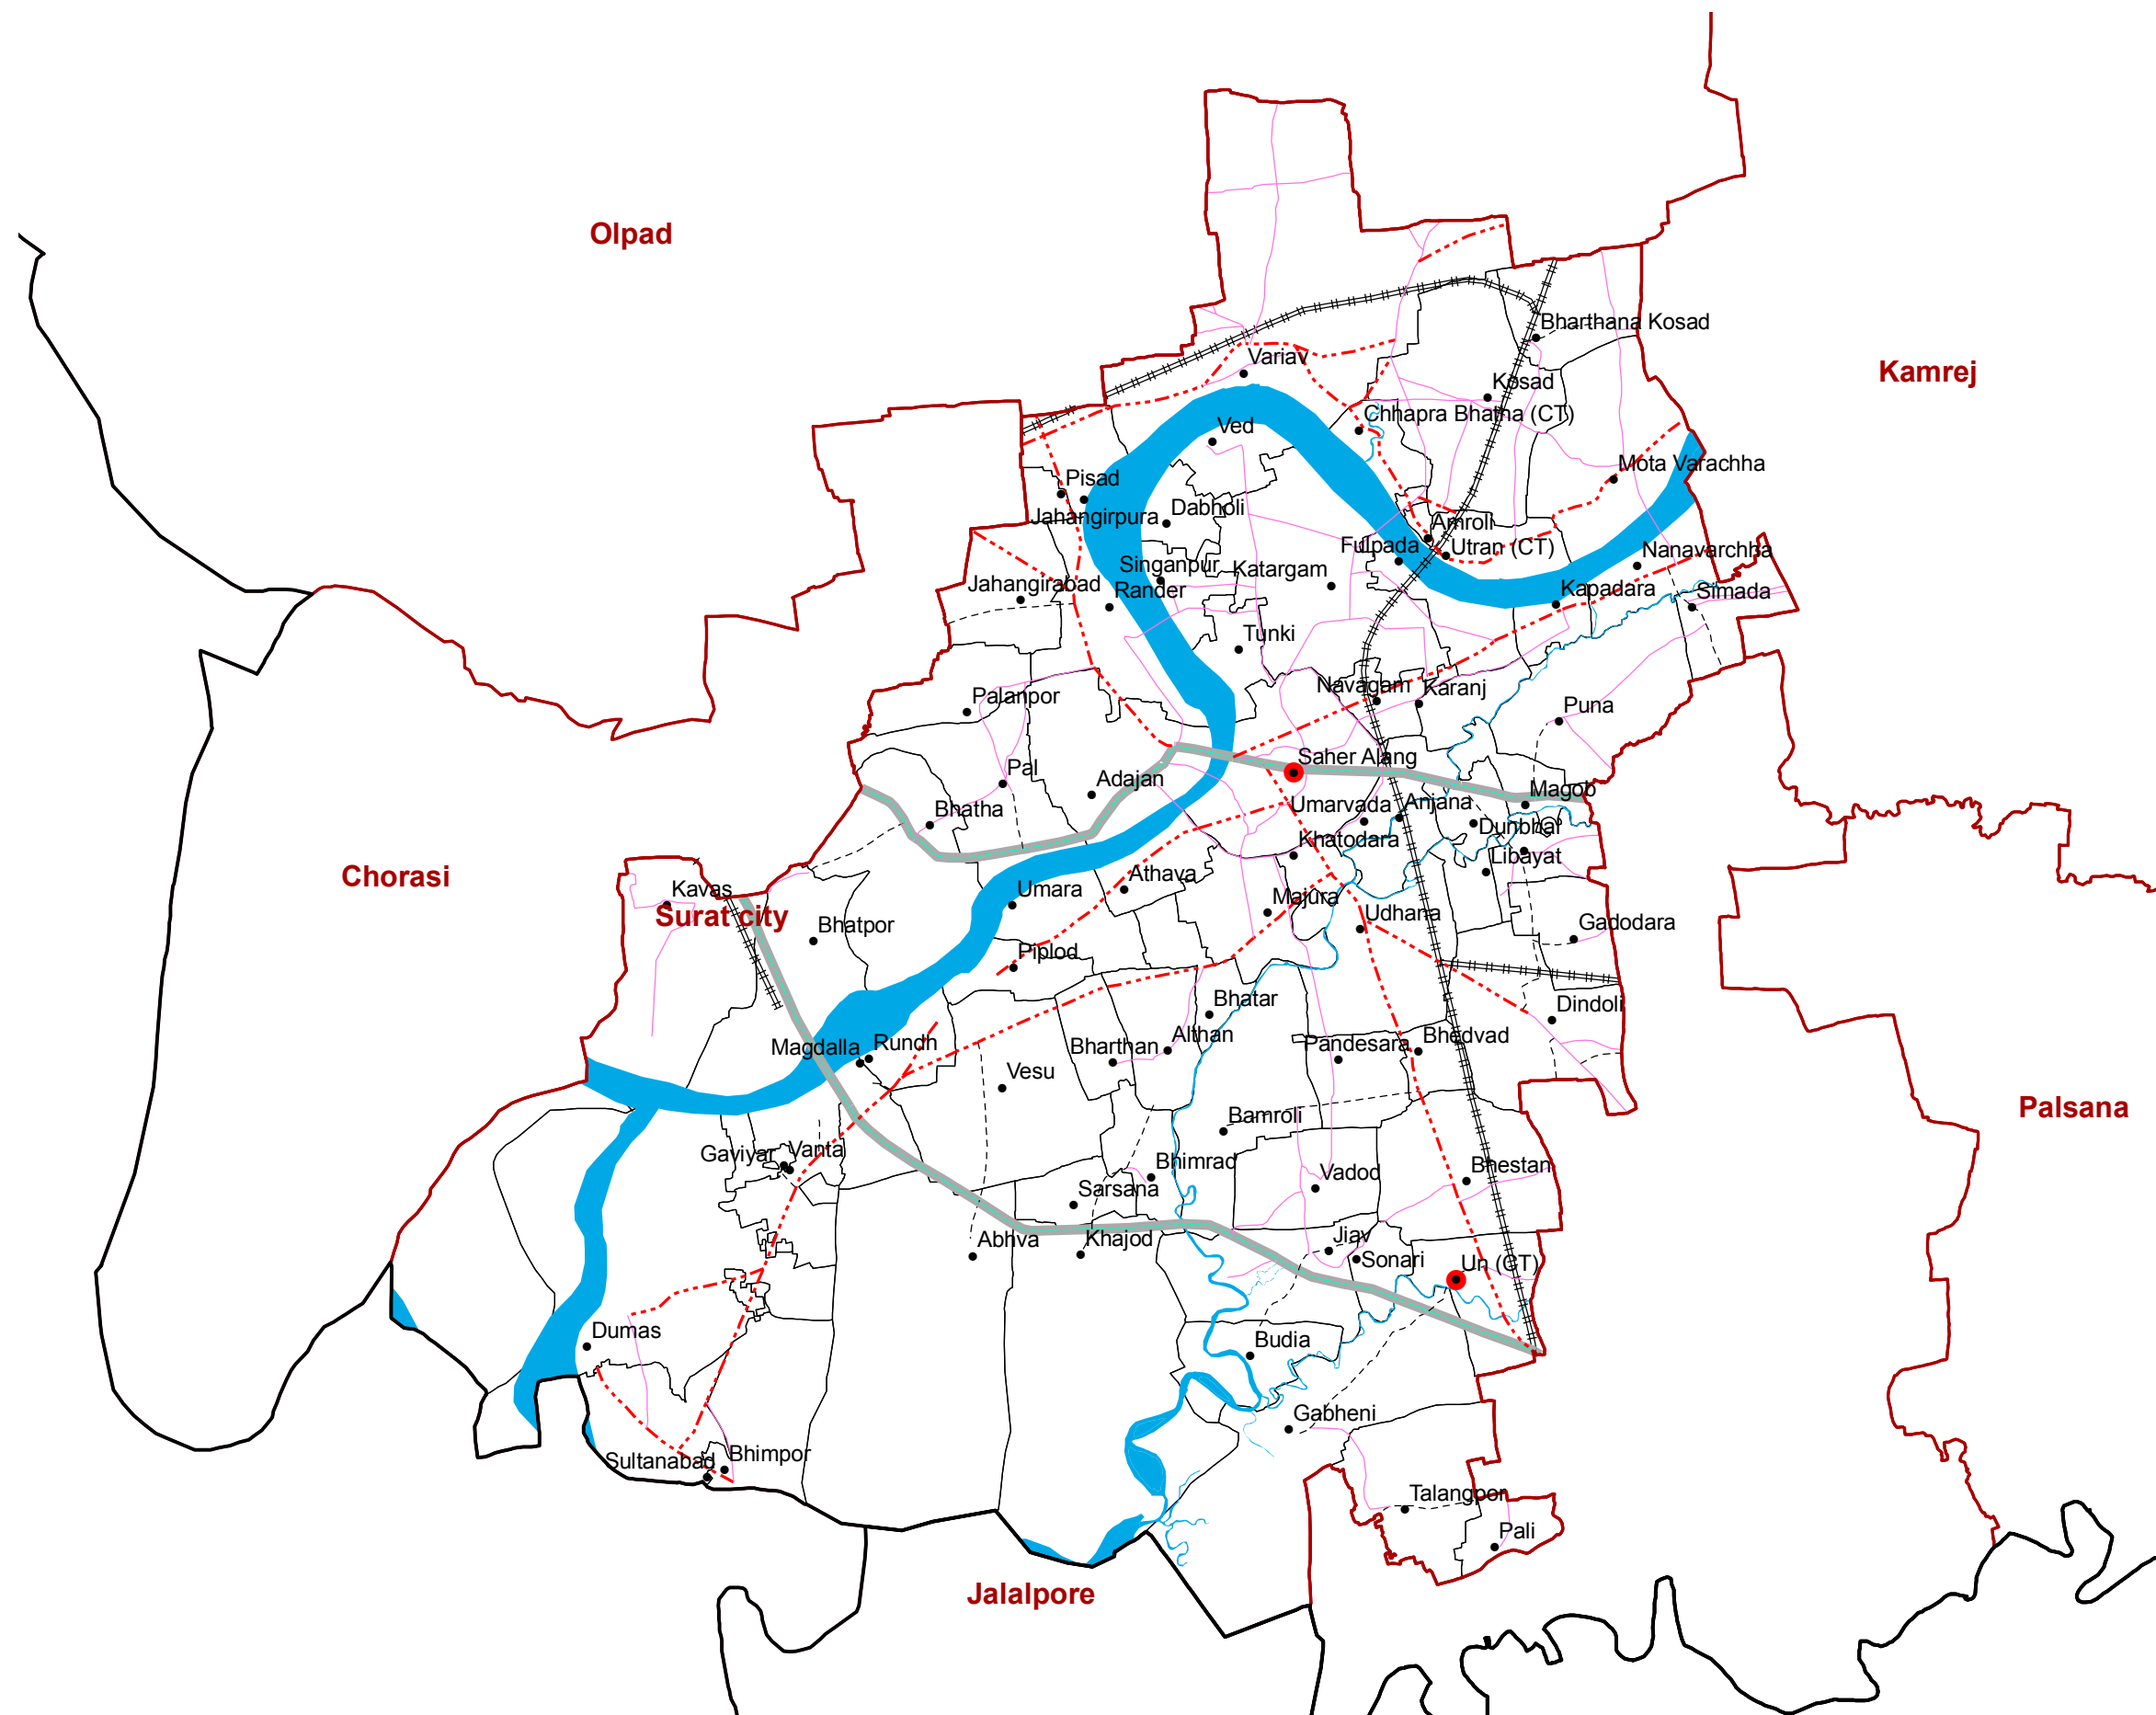 Olpad
Bharthana Kosad
Variav
Kamrej
Kosad
Chhapra Bhatha (CT)
Ved
Mota Varachha
Pisad
Dabholi
Jahangirpura
Amroli
Fulpada
Utran (CT)
Nanavarchha
Singanpur
Katargam
Jahangirabad
Rander
Kapadara
Simada
Tunki
Navagam
Karanj
Palanpor
Puna
Saher Alang
Pal
Adajan
Magob
Bhatha
Umarvada
Anjana
Dunbhal
Khatodara
Libayat
Chorasi
Athava
Kavas
Umara
Majura
Surat city
Udhana
Bhatpor
Gadodara
Piplod
Bhatar
Dindoli
Althan
Magdalla
Rundh
Bharthan
Pandesara
Bhedvad
Vesu
Palsana
Bamroli
Gaviyar
Vanta
Bhimrad
Vadod
Bhestan
Sarsana
Abhva
Khajod
Jiav
Sonari
Un (CT)
Dumas
Budia
Gabheni
Sultanabad
Bhimpor
Talangpor
Pali
Jalalpore